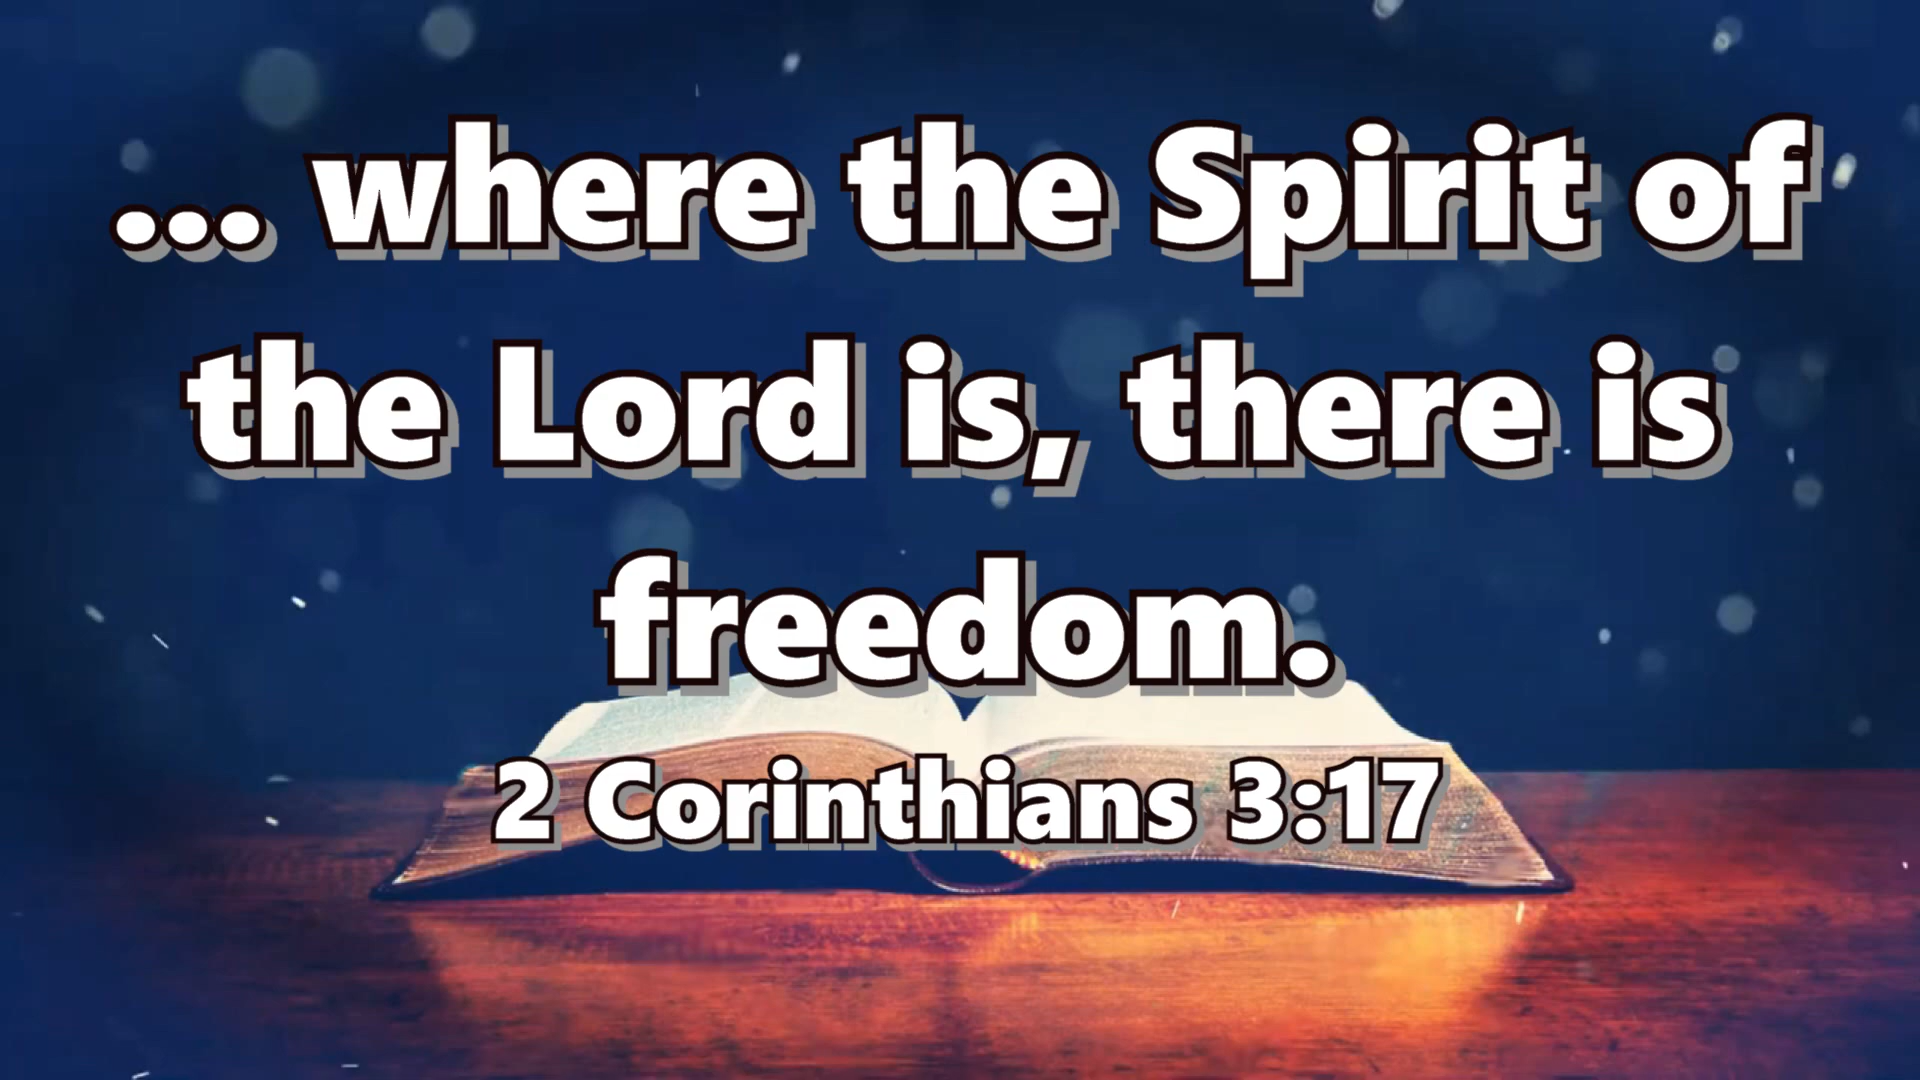 ... where the Spirit of
the Lord is, there is
freedom.
2 Corinthians 3:17